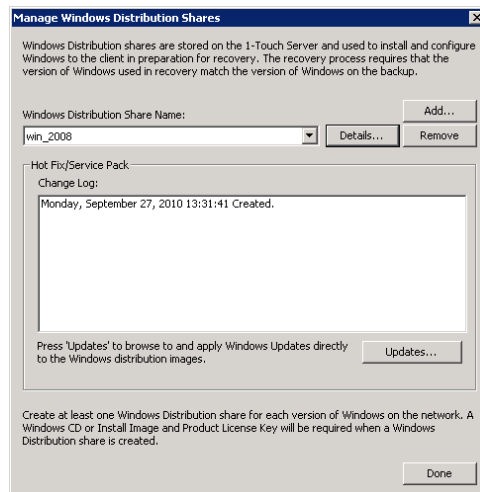 Manage Windows Distribution Shares
Windows Distribution shares are stored on the 1-Touch Server and used to install and configure
Windows to the client in preparation for recovery. The recovery process requires that the
version of Windows used in recovery match the version of Windows on the backup.
Add...
Windows Distribution Share Name:
win_2008
Details...
Remove
Hot Fix/Service Pack
Change Log:
Monday, September 27, 2010 13:31:41 Created.
Press 'Updates' to browse to and apply Windows Updates directly
to the Windows distribution images.
Updates...
Create at least one Windows Distribution share for each version of Windows on the network. A
Windows CD or Install Image and Product License Key will be required when a Windows
Distribution share is created.
Done